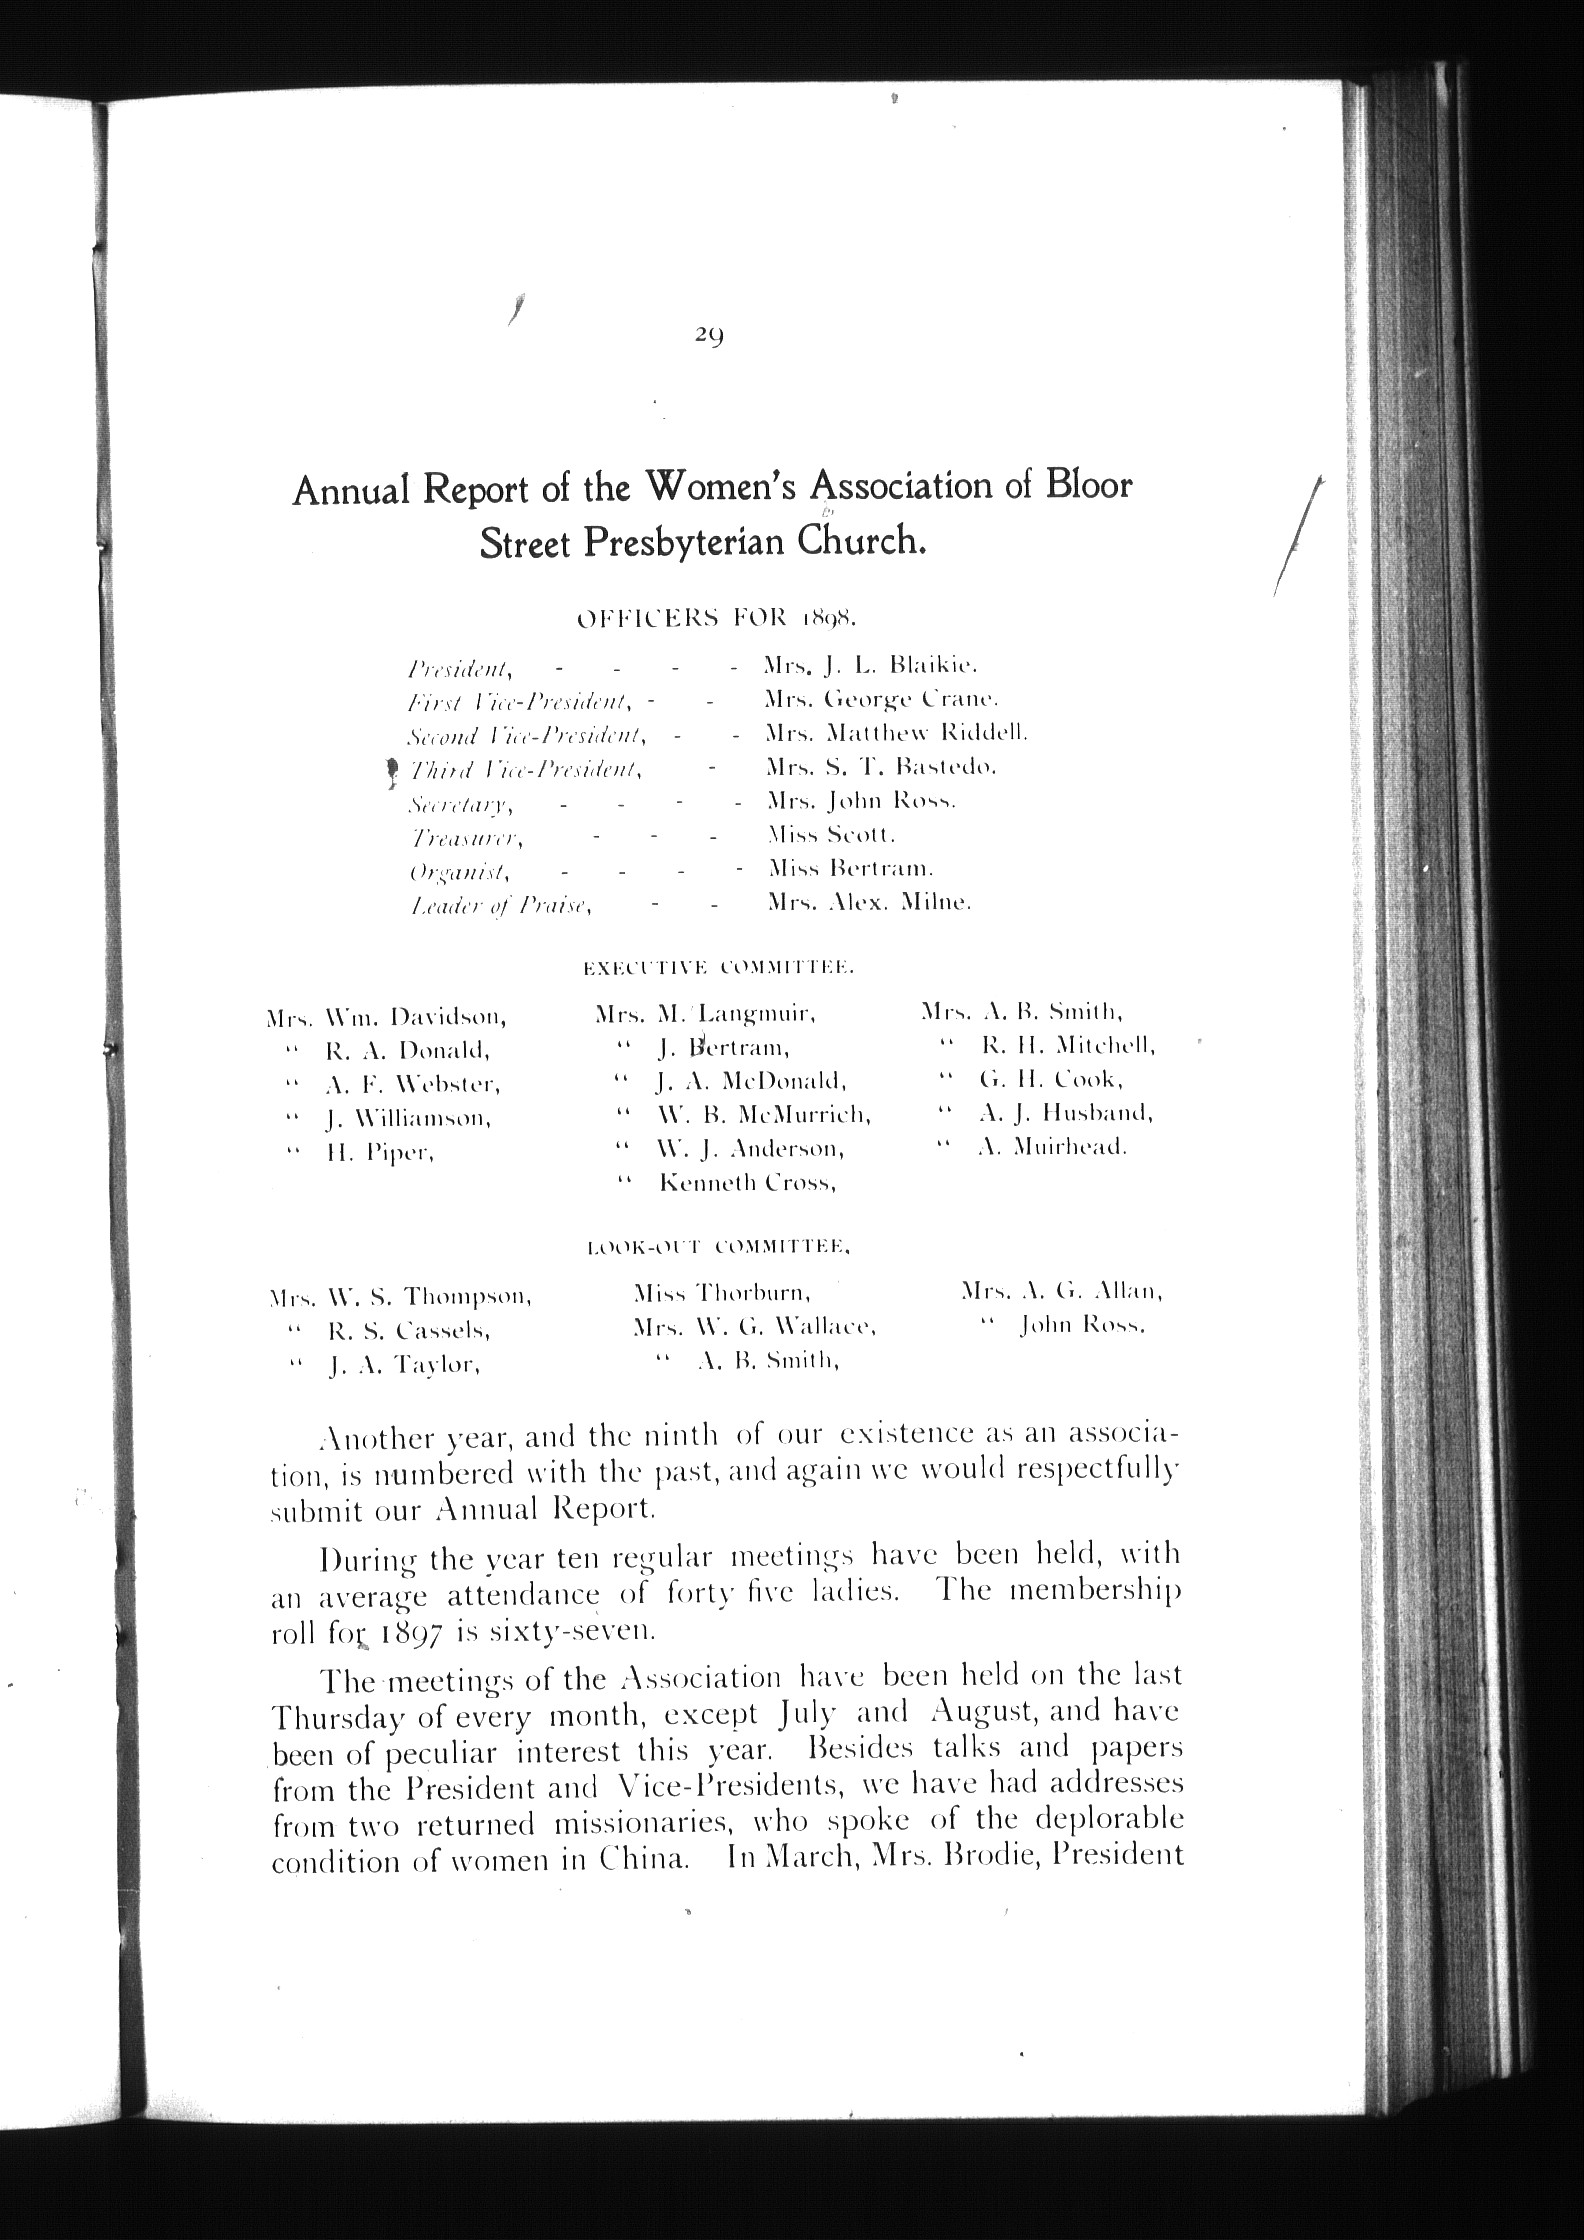 29
Annual Report of the Women's Association of Bloor
Street Presbyterian Church.
OFFICERS FOR 1898.
President, - - - - Mrs. J. L. Blaikie.
First Vice-President, - - Mrs. George Crane.
Second Vice-President, - - Mrs. Matthew Riddell.
Third Vice-President, - Mrs. S. T. Bastedo.
Secretary, - - - - Mrs. John Ross.
Treasurer, - - - Miss Scott.
Organist, - - - - Miss Bertram.
Leader of Praise, - - Mrs. Alex. Milne.
EXECUTIVE COMMITTEE.
Mrs. Wm. Davidson, Mrs. M. Langmuir, Mrs. A. B. Smith,
“ R. A. Donald, “ J. Bertram, “ R. H. Mitchell,
“ A. F. Webster, “ J. A. McDonald, “ G. H. Cook,
“ J. Williamson, “ W. B. McMurrich, “ A. J. Husband,
“ H. Piper, “ W. J. Anderson, “ A. Muirhead.
“ Kenneth Cross,
LOOK-OUT COMMITTEE.
Mrs. W. S. Thompson, Miss Thorburn, Mrs. A. G. Allan,
“ R. S. Cassels, Mrs. W. G. Wallace, “ John Ross.
“ J. A. Taylor, “ A. B. Smith,
Another year, and the ninth of our existence as an associa-
tion, is numbered with the past, and again we would respectfully
submit our Annual Report.
During the year ten regular meetings have been held, with
an average attendance of forty five ladies. The membership
roll for 1897 is sixty-seven.
The meetings of the Association have been held on the last
Thursday of every month, except July and August, and have
been of peculiar interest this year. Besides talks and papers
from the President and Vice-Presidents, we have had addresses
from two returned missionaries, who spoke of the deplorable
condition of women in China. In March, Mrs. Brodie, President